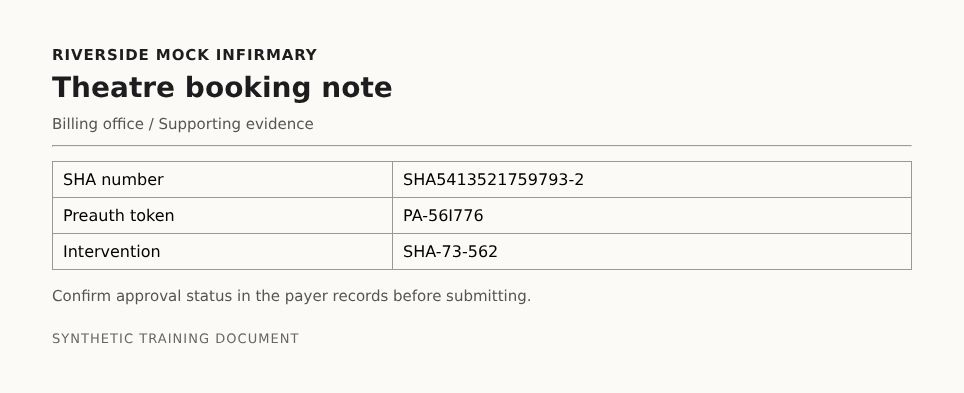 RIVERSIDE MOCK INFIRMARY
Theatre booking note
Billing office / Supporting evidence
SHA number SHA5413521759793-2
Preauth token PA-56I776
Intervention SHA-73-562
Confirm approval status in the payer records before submitting.
SYNTHETIC TRAINING DOCUMENT